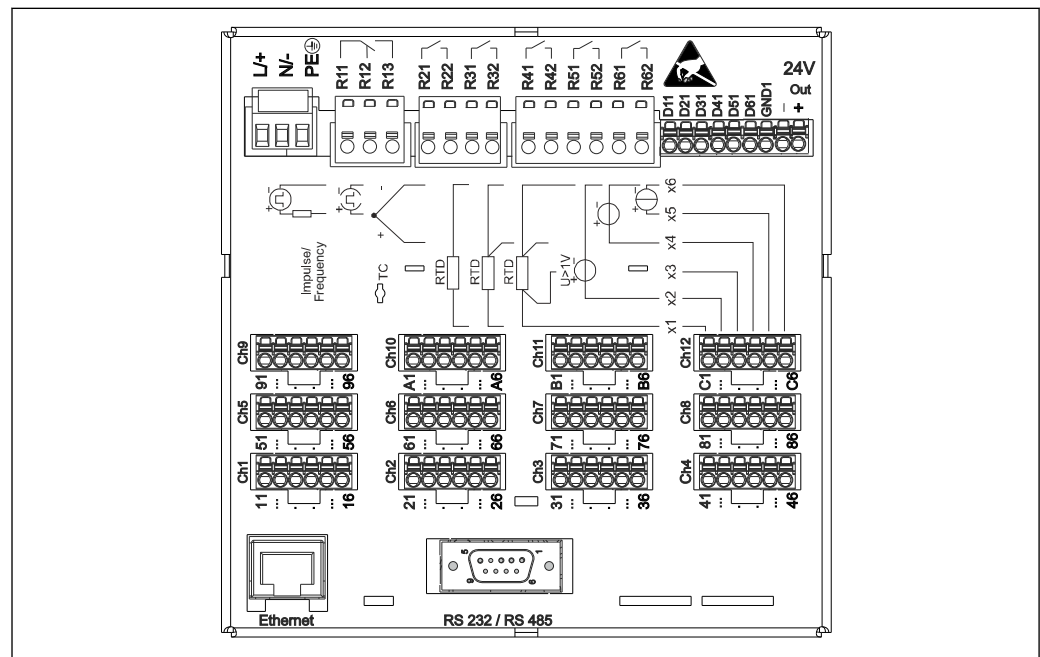 L/+ N/- PE
R11 R12 R13
R21 R22 R31 R32
R41 R42 R51 R52 R61 R62
24V
Out
D11 D21 D31 D41 D51 D61 GND1 - +
- + - + - +
Impulse/
Frequency
TC
RTD RTD RTD
U>1V
- + - + - +
x6
x5
x4
x3
x2
x1
Ch9 Ch10 Ch11 Ch12
91 ... . . ... 96 A1 ... . . ... A6 B1 ... . . ... B6 C1 ... . . ... C6
Ch5 Ch6 Ch7 Ch8
51 ... . . ... 56 61 ... . . ... 66 71 ... . . ... 76 81 ... . . ... 86
Ch1 Ch2 Ch3 Ch4
11 ... . . ... 16 21 ... . . ... 26 31 ... . . ... 36 41 ... . . ... 46
5 1
9 6
Ethernet RS 232 / RS 485